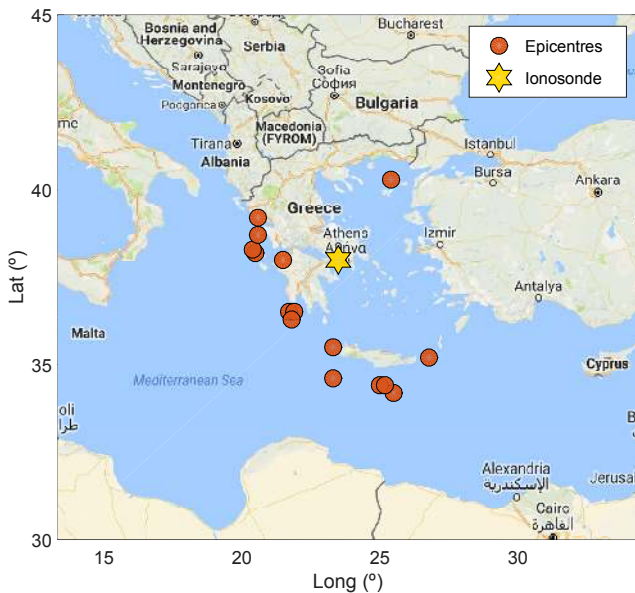 45
Bosnia and
Herzegovina
Sarajevo
Serbia
Bucharest
Epicentres
Ionosonde
Montenegro
Kosovo
Sofia
София
Bulgaria
Podgorica
Macedonia
(FYROM)
Tirana
Albania
Istanbul
Bursa
Ankara
40
Greece
Athens
Αθήνα
Izmir
Antalya
Lat (º)
Malta
35
Cyprus
Mediterranean Sea
Alexandria
الإسكندرية
Cairo
القاهرة
30
15
20
25
30
Long (º)